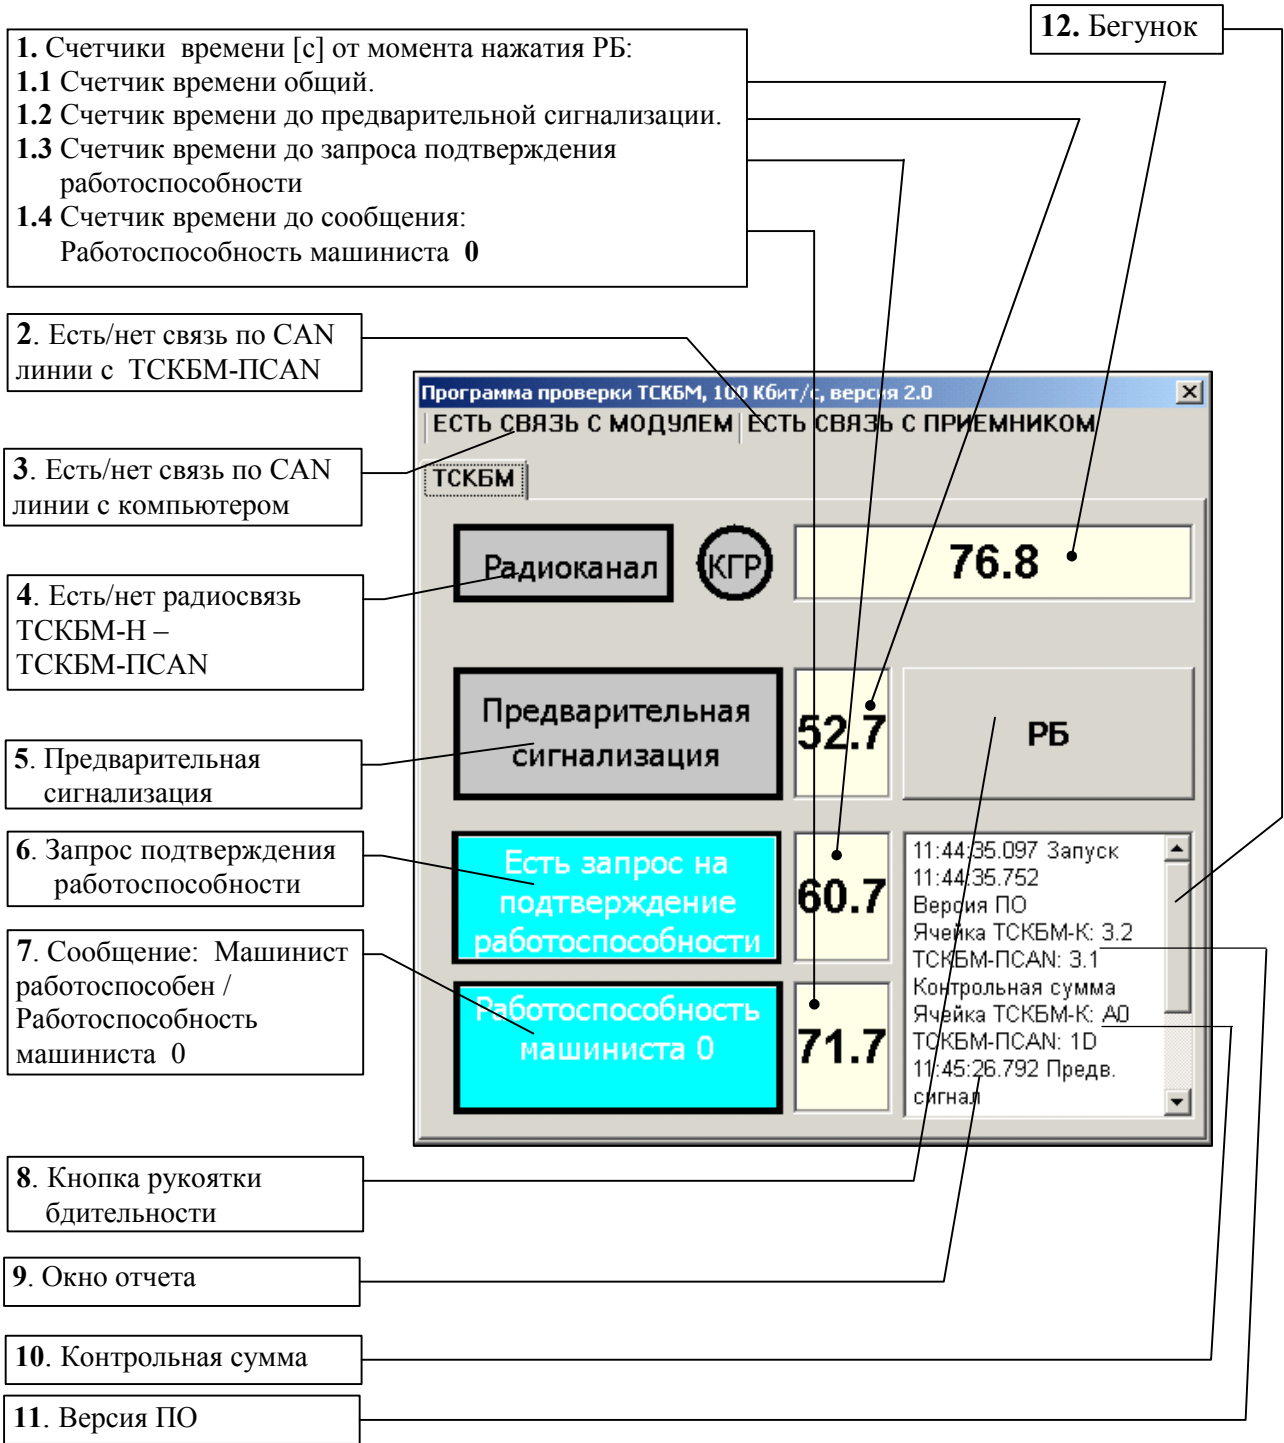 12. Бегунок
1. Счетчики времени [с] от момента нажатия РБ:
1.1 Счетчик времени общий.
1.2 Счетчик времени до предварительной сигнализации.
1.3 Счетчик времени до запроса подтверждения
работоспособности
1.4 Счетчик времени до сообщения:
Работоспособность машиниста 0
2. Есть/нет связь по CAN
линии с ТСКБМ-ПCAN
3. Есть/нет связь по CAN
линии с компьютером
4. Есть/нет радиосвязь
ТСКБМ-Н –
ТСКБМ-ПCAN
5. Предварительная
сигнализация
6. Запрос подтверждения
работоспособности
7. Сообщение: Машинист
работоспособен /
Работоспособность
машиниста 0
8. Кнопка рукоятки
бдительности
9. Окно отчета
10. Контрольная сумма
11. Версия ПО
Программа проверки ТСКБМ, 100 Кбит/с, версия 2.0
ЕСТЬ СВЯЗЬ С МОДУЛЕМ ЕСТЬ СВЯЗЬ С ПРИЕМНИКОМ
ТСКБМ
Радиоканал КГР 76.8
Предварительная
сигнализация
52.7
РБ
Есть запрос на
подтверждение
работоспособности
60.7
Работоспособность
машиниста 0
71.7
11:44:35.097 Запуск
11:44:35.752
Версия ПО
Ячейка ТСКБМ-К: 3.2
ТСКБМ-ПCAN: 3.1
Контрольная сумма
Ячейка ТСКБМ-К: A0
ТСКБМ-ПCAN: 1D
11:45:26.792 Предв.
сигнал